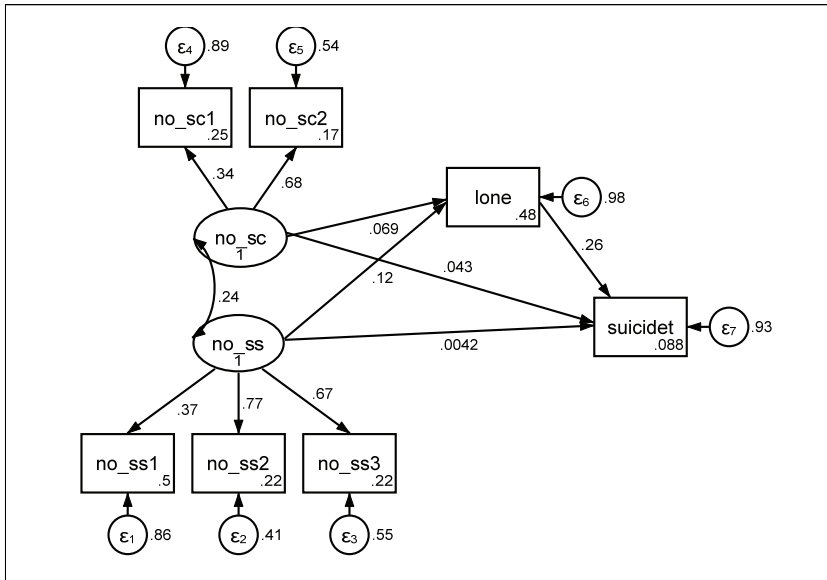 ε4 .89
ε5 .54
no_sc1 .25
no_sc2 .17
.34
.68
lone .48
ε6 .98
no_sc 1
.069
.26
.043
.12
.24
suicidet .088
ε7 .93
no_ss 1
.0042
.37
.77
.67
no_ss1 .5
no_ss2 .22
no_ss3 .22
ε1 .86
ε2 .41
ε3 .55